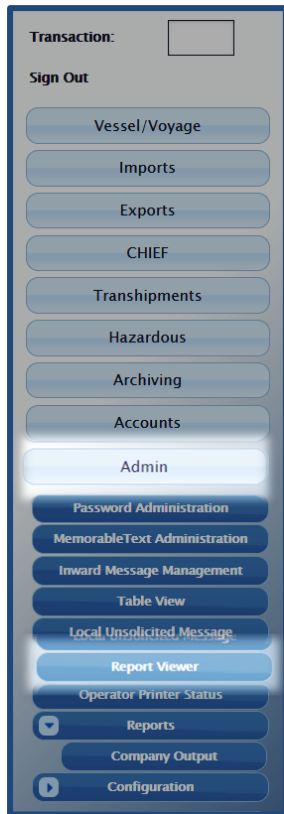 Transaction:
Sign Out
Vessel/Voyage
Imports
Exports
CHIEF
Transhipments
Hazardous
Archiving
Accounts
Admin
Password Administration
MemorableText Administration
Inward Message Management
Table View
Local Unsolicited Message
Report Viewer
Operator Printer Status
Reports
Company Output
Configuration